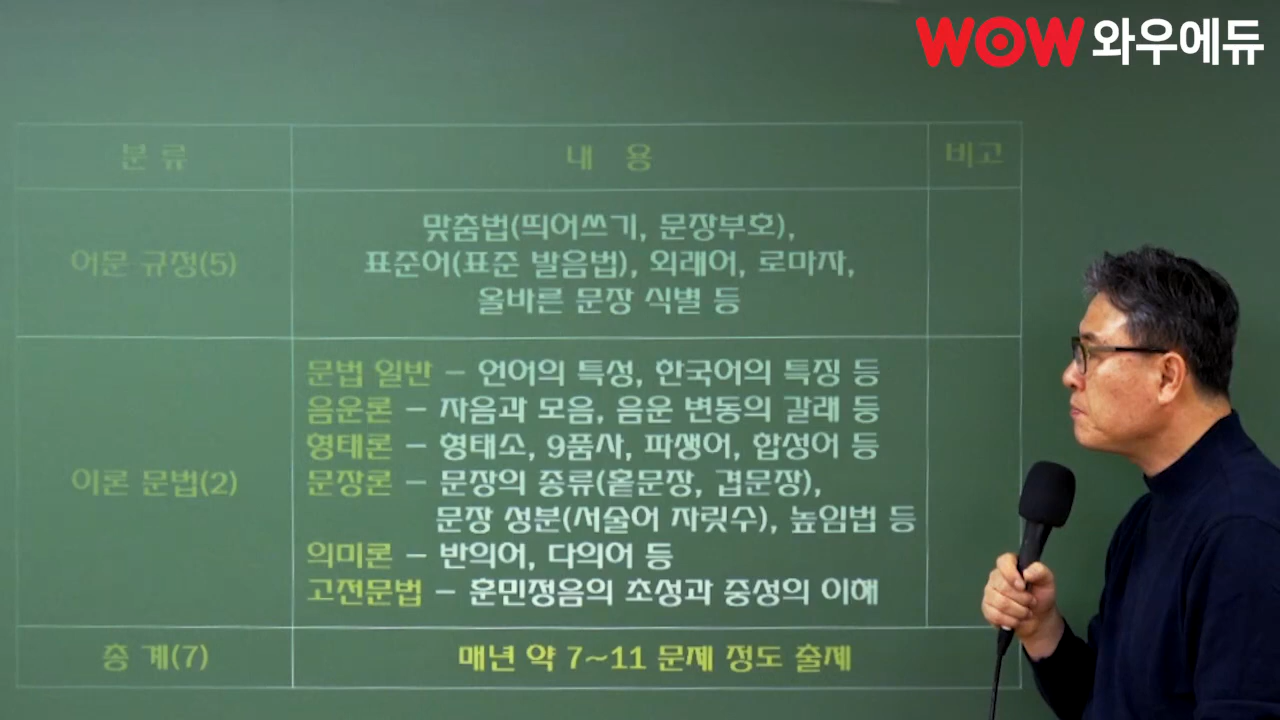 WOW 와우에듀
분 류
내 용
비고
어문 규정(5)
맞춤법(띄어쓰기, 문장부호),
표준어(표준 발음법), 외래어, 로마자,
올바른 문장 식별 등
이론 문법(2)
문법 일반 – 언어의 특성, 한국어의 특징 등
음운론 – 자음과 모음, 음운 변동의 갈래 등
형태론 – 형태소, 9품사, 파생어, 합성어 등
문장론 – 문장의 종류(홑문장, 겹문장),
문장 성분(서술어 자릿수), 높임법 등
의미론 – 반의어, 다의어 등
고전문법 – 훈민정음의 초성과 중성의 이해
총 계(7)
매년 약 7~11 문제 정도 출제